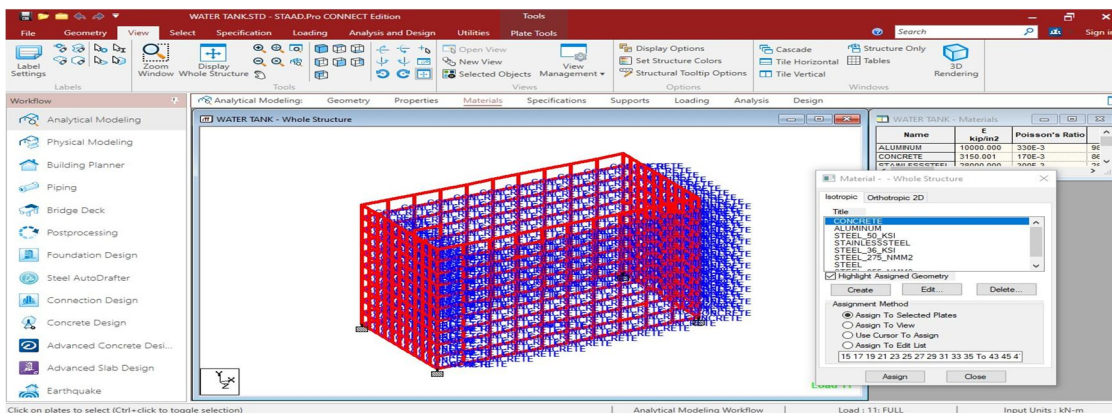 WATER TANK.STD - STAAD.Pro CONNECT Edition
Tools
File Geometry View Select Specification Loading Analysis and Design Utilities Plate Tools
Search
Sign in
Label Settings
Labels
Zoom Window
Display Whole Structure
Tools
Open View
New View
Selected Objects
View Management
Views
Display Options
Set Structure Colors
Structural Tooltip Options
Options
Cascade
Tile Horizontal
Tile Vertical
Structure Only
Tables
Windows
3D Rendering
Workflow
Analytical Modeling: Geometry Properties Materials Specifications Supports Loading Analysis Design
Analytical Modeling
Physical Modeling
Building Planner
Piping
Bridge Deck
Postprocessing
Foundation Design
Steel AutoDrafter
Connection Design
Concrete Design
Advanced Concrete Desi...
Advanced Slab Design
Earthquake
WATER TANK - Whole Structure
CONCRETE
Y
X
Z
Load 11
WATER TANK - Materials
Name E kip/in2 Poisson's Ratio
ALUMINUM 10000.000 330E-3
CONCRETE 3150.001 170E-3
Material - - Whole Structure
Isotropic Orthotropic 2D
Title
CONCRETE
ALUMINUM
STEEL_50_KSI
STAINLESSSTEEL
STEEL_36_KSI
STEEL_275_NMM2
STEEL
Highlight Assigned Geometry
Create Edit... Delete...
Assignment Method
Assign To Selected Plates
Assign To View
Use Cursor To Assign
Assign To Edit List
15 17 19 21 23 25 27 29 31 33 35 To 43 45 4
Assign Close
Click on plates to select (Ctrl+click to toggle selection)
Analytical Modeling Workflow
Load : 11: FULL
Input Units : kN-m